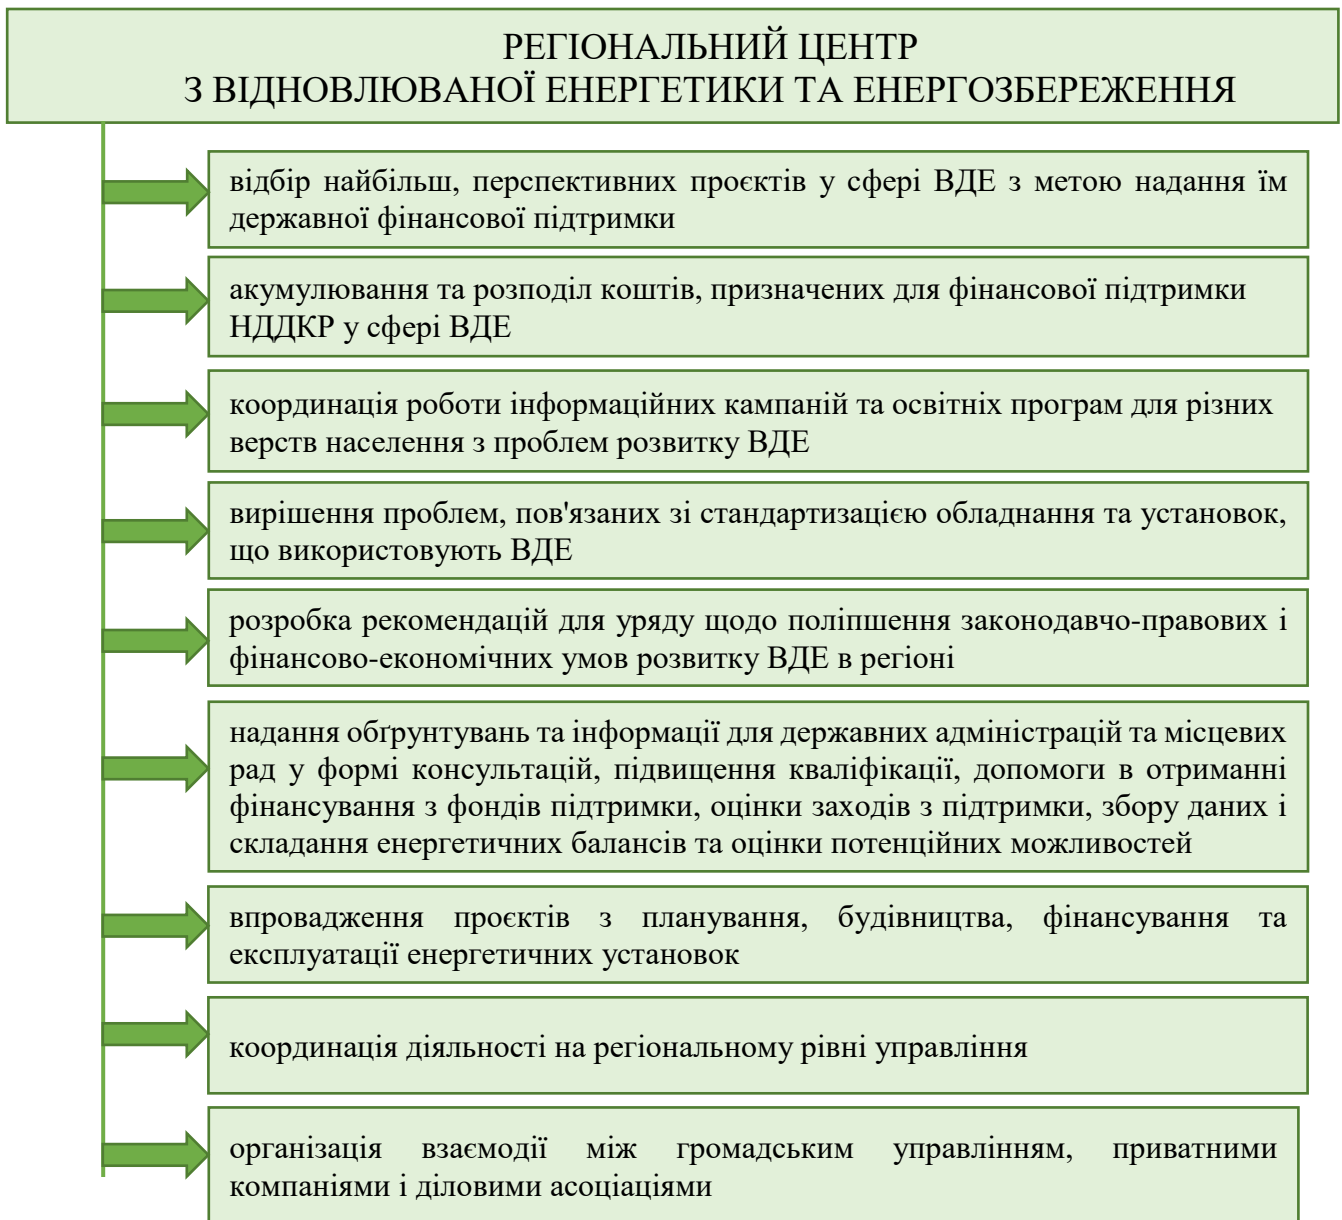 РЕГІОНАЛЬНИЙ ЦЕНТР
З ВІДНОВЛЮВАНОЇ ЕНЕРГЕТИКИ ТА ЕНЕРГОЗБЕРЕЖЕННЯ
відбір найбільш, перспективних проєктів у сфері ВДЕ з метою надання їм
державної фінансової підтримки
акумулювання та розподіл коштів, призначених для фінансової підтримки
НДДКР у сфері ВДЕ
координація роботи інформаційних кампаній та освітніх програм для різних
верств населення з проблем розвитку ВДЕ
вирішення проблем, пов'язаних зі стандартизацією обладнання та установок,
що використовують ВДЕ
розробка рекомендацій для уряду щодо поліпшення законодавчо-правових і
фінансово-економічних умов розвитку ВДЕ в регіоні
надання обґрунтувань та інформації для державних адміністрацій та місцевих
рад у формі консультацій, підвищення кваліфікації, допомоги в отриманні
фінансування з фондів підтримки, оцінки заходів з підтримки, збору даних і
складання енергетичних балансів та оцінки потенційних можливостей
впровадження проєктів з планування, будівництва, фінансування та
експлуатації енергетичних установок
координація діяльності на регіональному рівні управління
організація взаємодії між громадським управлінням, приватними
компаніями і діловими асоціаціями